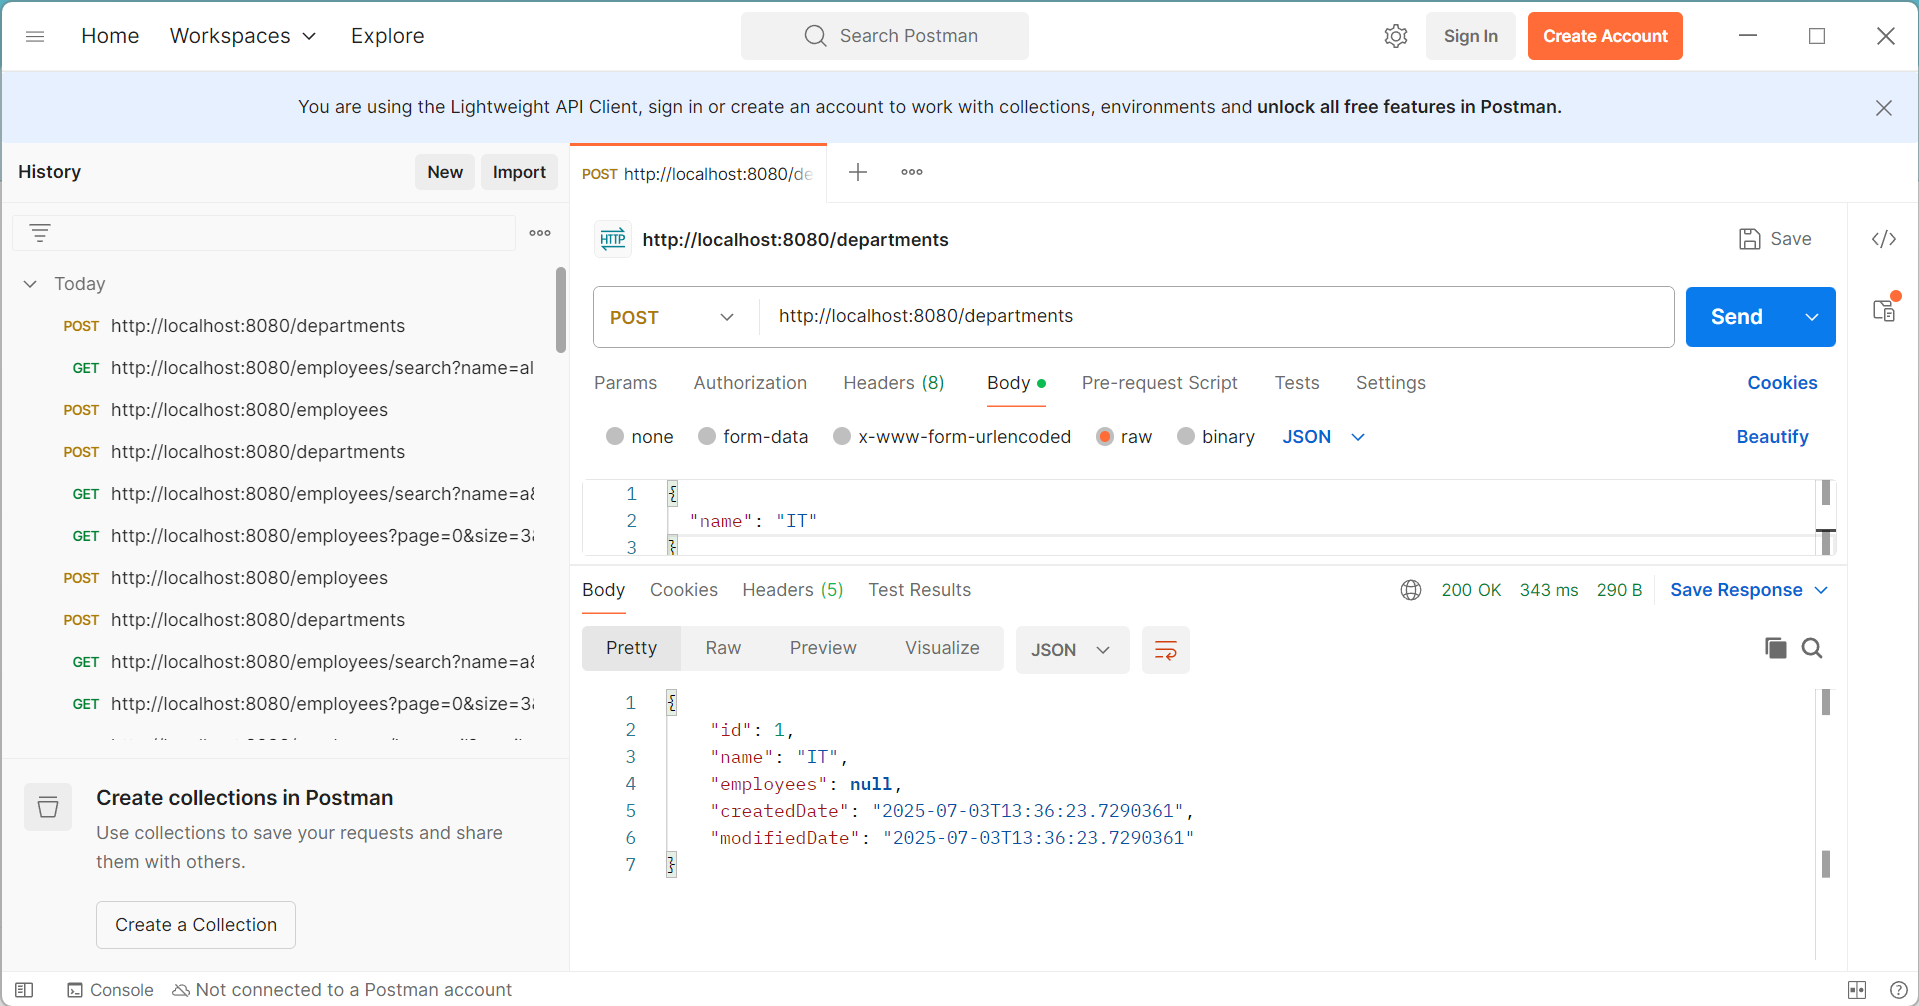 Home Workspaces Explore Search Postman Sign In Create Account
You are using the Lightweight API Client, sign in or create an account to work with collections, environments and unlock all free features in Postman.
History New Import
POST http://localhost:8080/de
HTTP http://localhost:8080/departments Save
Today
POST http://localhost:8080/departments
GET http://localhost:8080/employees/search?name=al
POST http://localhost:8080/employees
POST http://localhost:8080/departments
GET http://localhost:8080/employees/search?name=a&
GET http://localhost:8080/employees?page=0&size=3&
POST http://localhost:8080/employees
POST http://localhost:8080/departments
GET http://localhost:8080/employees/search?name=a&
GET http://localhost:8080/employees?page=0&size=3&
Create collections in Postman
Use collections to save your requests and share
them with others.
Create a Collection
POST http://localhost:8080/departments Send
Params Authorization Headers (8) Body Pre-request Script Tests Settings Cookies
none form-data x-www-form-urlencoded raw binary JSON Beautify
1 {
2 "name": "IT"
3 }
Body Cookies Headers (5) Test Results 200 OK 343 ms 290 B Save Response
Pretty Raw Preview Visualize JSON
1 {
2 "id": 1,
3 "name": "IT",
4 "employees": null,
5 "createdDate": "2025-07-03T13:36:23.7290361",
6 "modifiedDate": "2025-07-03T13:36:23.7290361"
7 }
Console Not connected to a Postman account